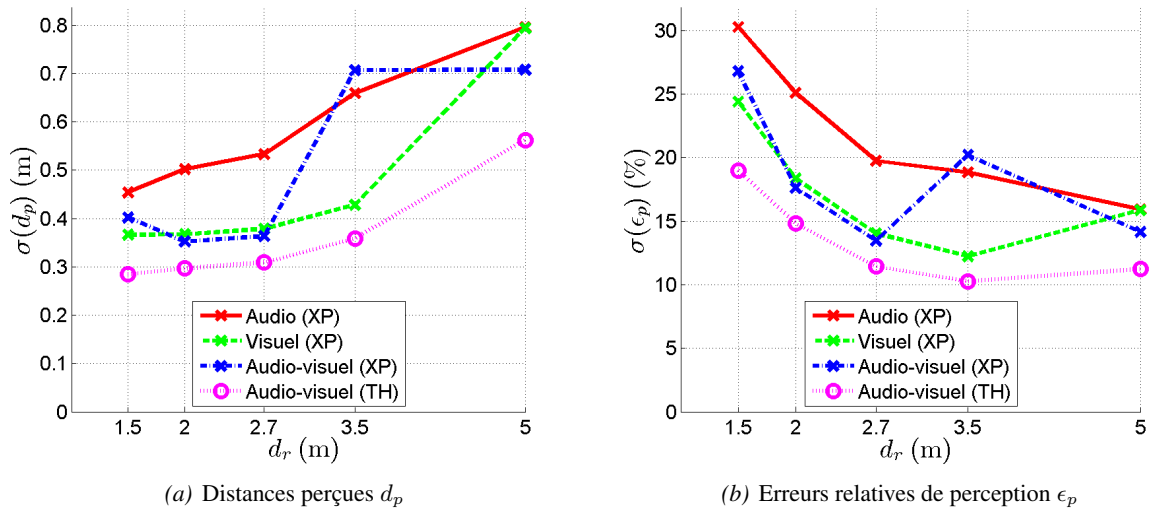 0.8
0.7
0.6
0.5
0.4
0.3
0.2
0.1
0
σ(d_p) (m)
Audio (XP)
Visuel (XP)
Audio-visuel (XP)
Audio-visuel (TH)
1.5 2 2.7 3.5 5
d_r (m)
(a) Distances perçues d_p
30
25
20
15
10
5
0
σ(ϵ_p) (%)
Audio (XP)
Visuel (XP)
Audio-visuel (XP)
Audio-visuel (TH)
1.5 2 2.7 3.5 5
d_r (m)
(b) Erreurs relatives de perception ϵ_p